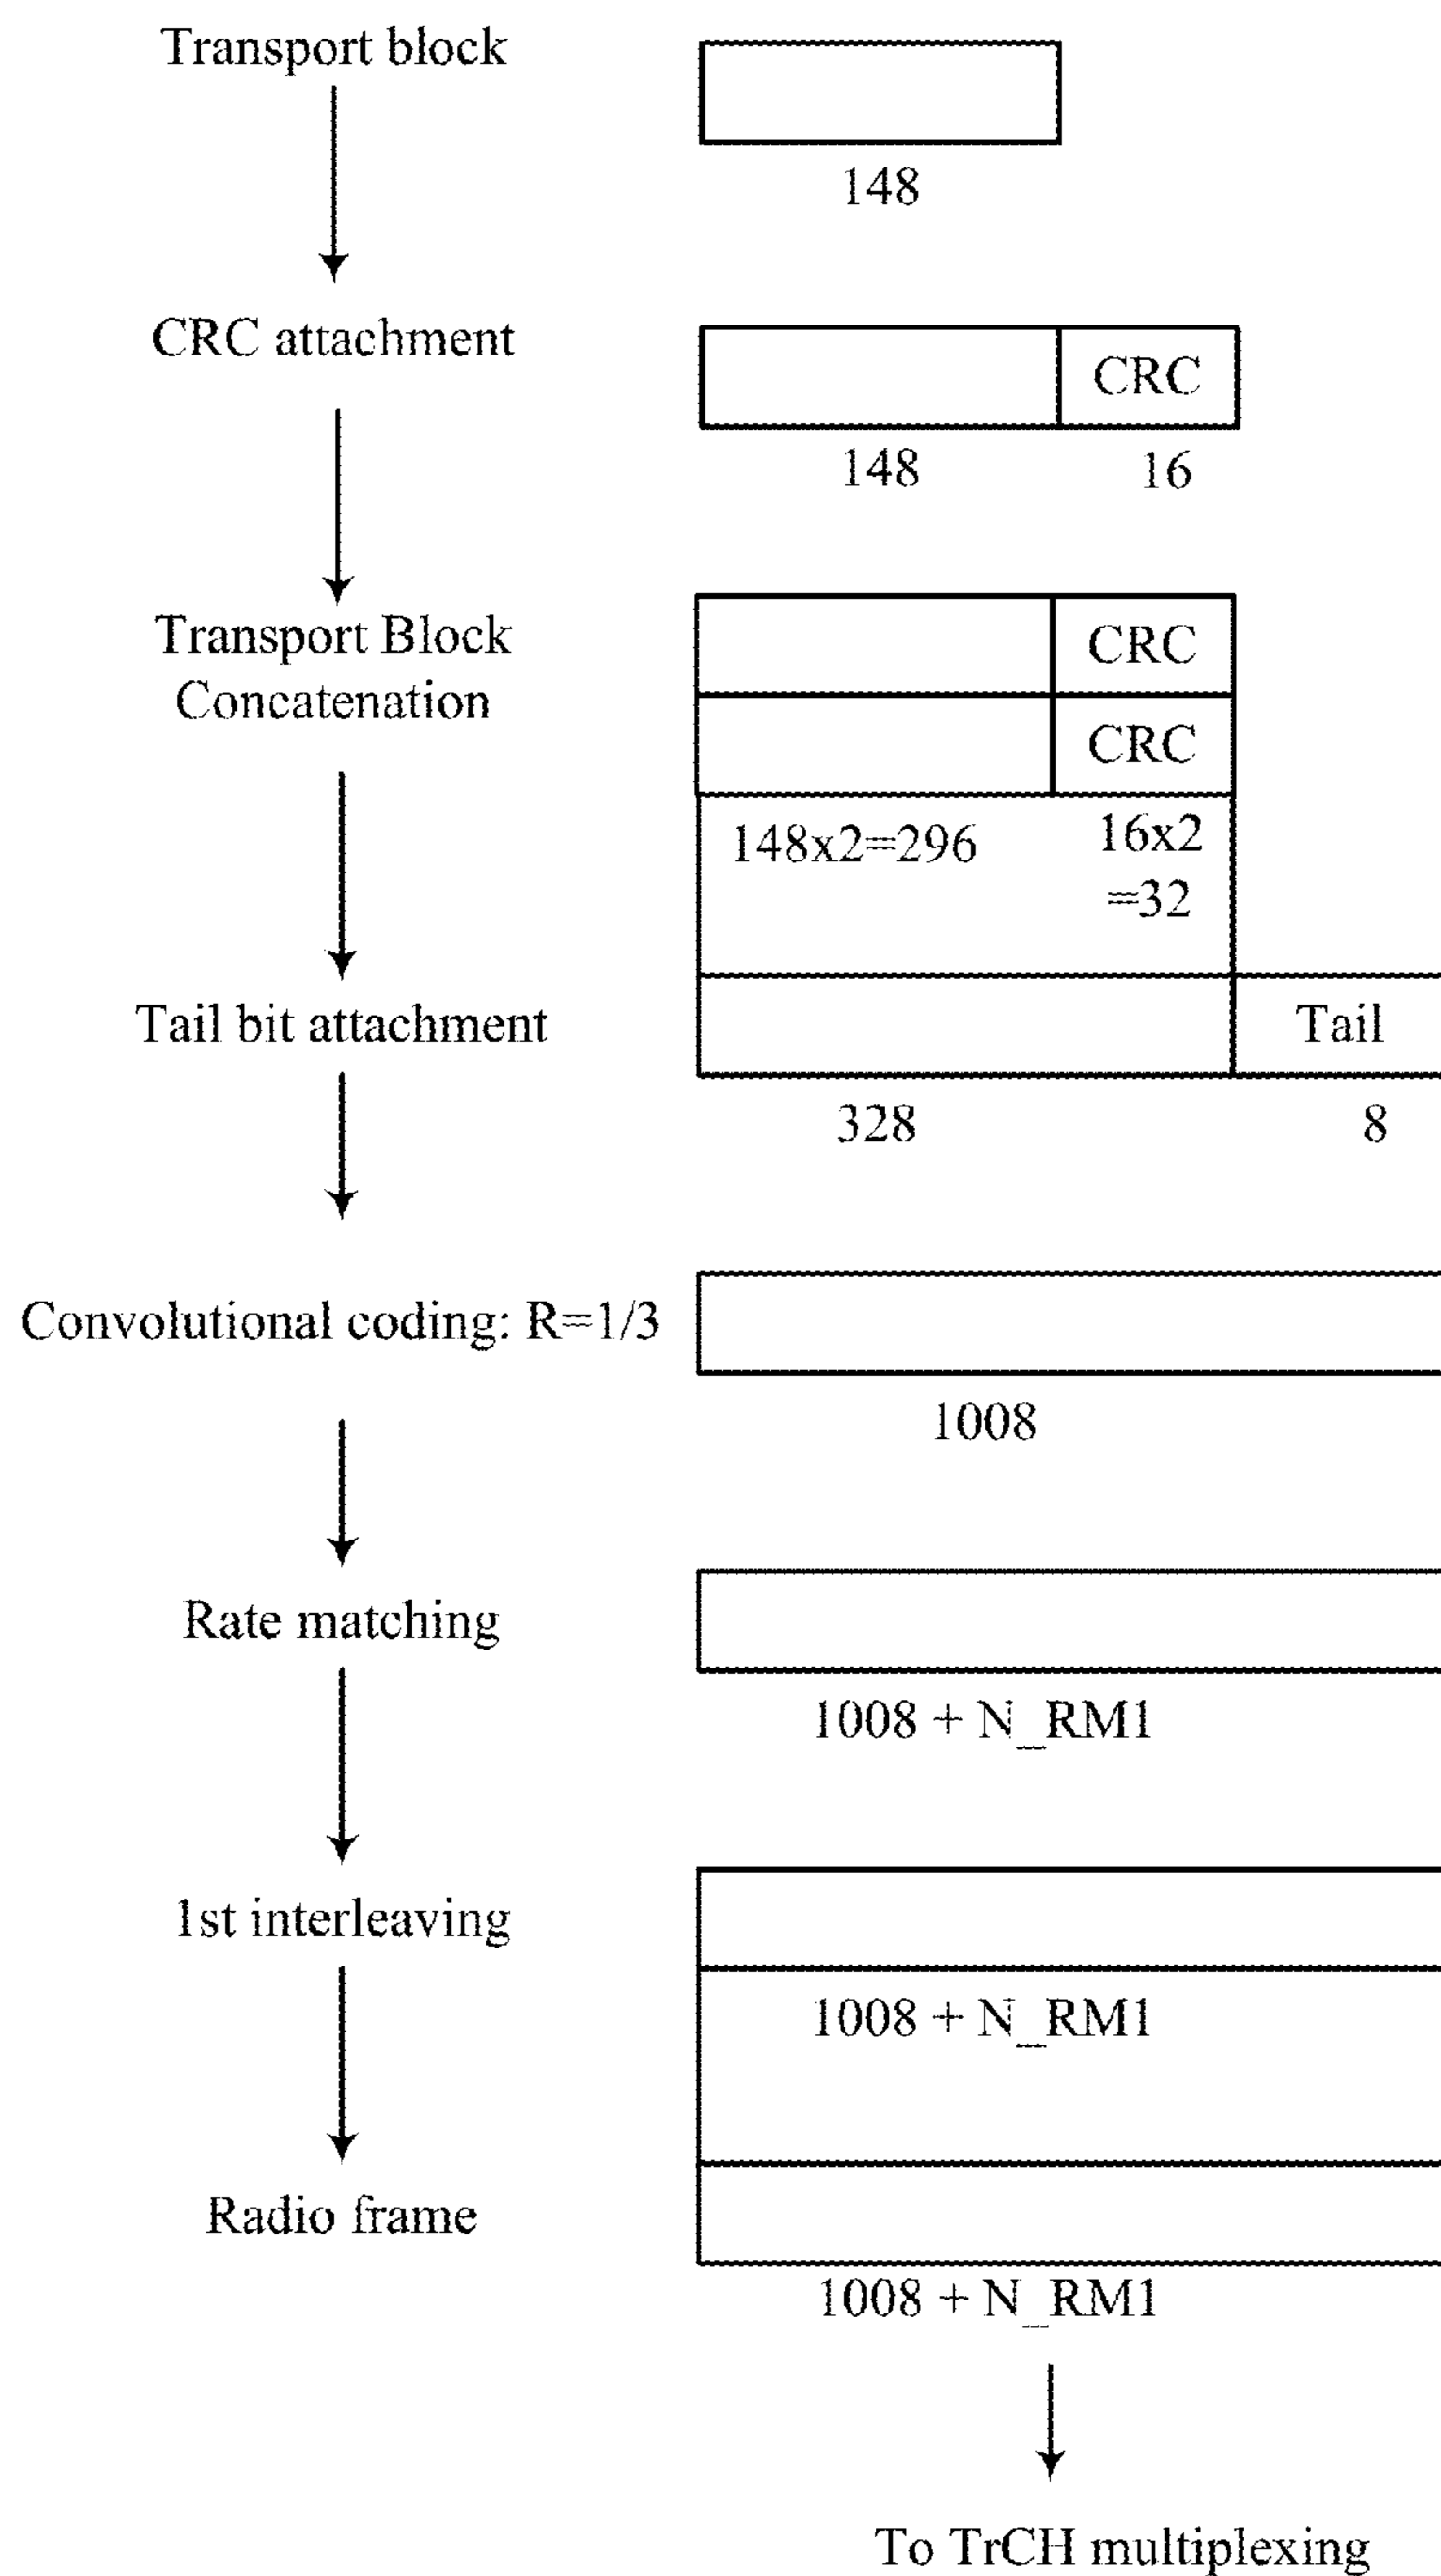 Transport block
148
CRC attachment
CRC
148 16
Transport Block
Concatenation
CRC
CRC
148x2=296
16x2
=32
Tail bit attachment
Tail
328 8
Convolutional coding: R=1/3
1008
Rate matching
1008 + N_RM1
1st interleaving
1008 + N_RM1
Radio frame
1008 + N_RM1
To TrCH multiplexing